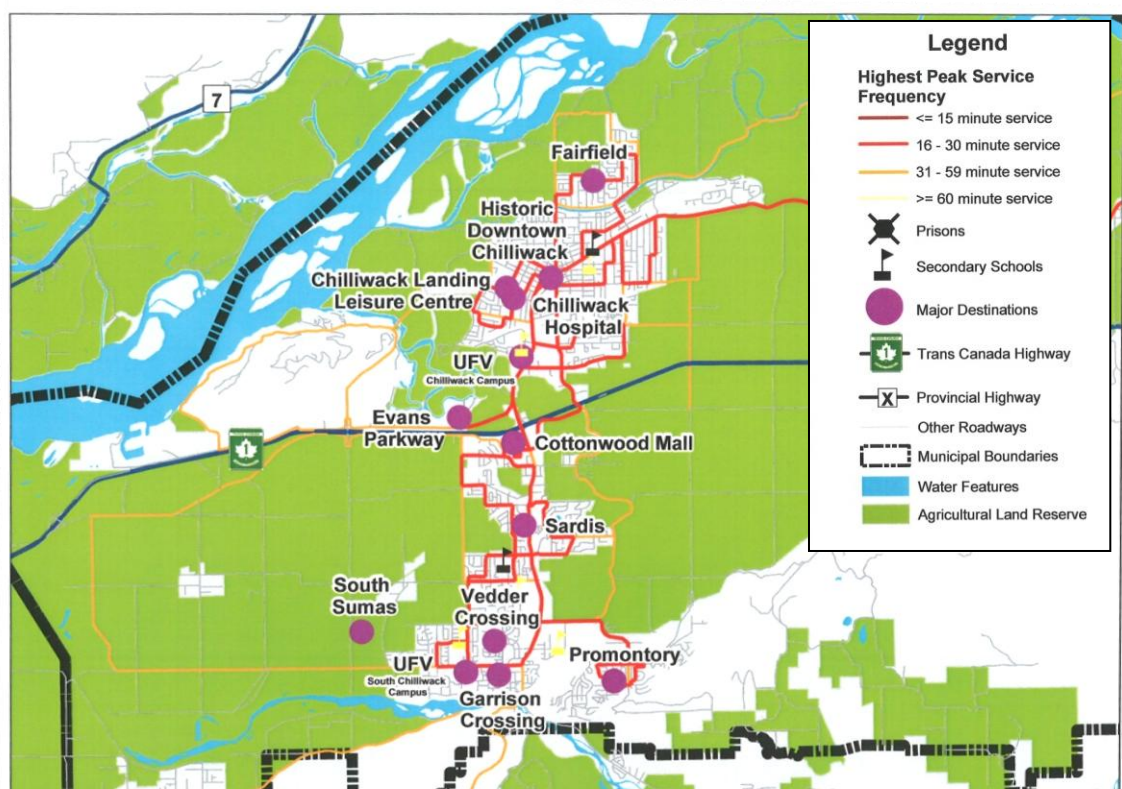 7
Fairfield
Historic
Downtown
Chilliwack
Chilliwack Landing
Leisure Centre
Chilliwack
Hospital
UFV
Chilliwack Campus
Evans
Parkway
1
Cottonwood Mall
Sardis
South
Sumas
Vedder
Crossing
UFV
South Chilliwack
Campus
Promontory
Garrison
Crossing
Legend
Highest Peak Service
Frequency
<= 15 minute service
16 - 30 minute service
31 - 59 minute service
>= 60 minute service
Prisons
Secondary Schools
Major Destinations
1
Trans Canada Highway
X
Provincial Highway
Other Roadways
Municipal Boundaries
Water Features
Agricultural Land Reserve